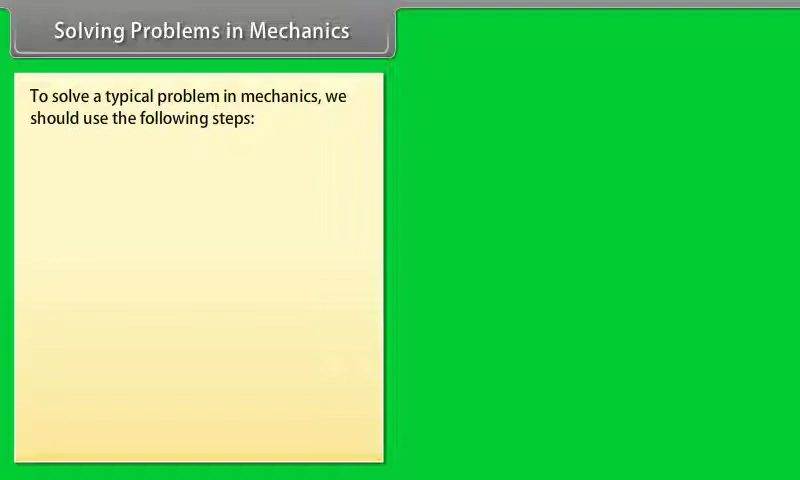 Solving Problems in Mechanics
To solve a typical problem in mechanics, we
should use the following steps: